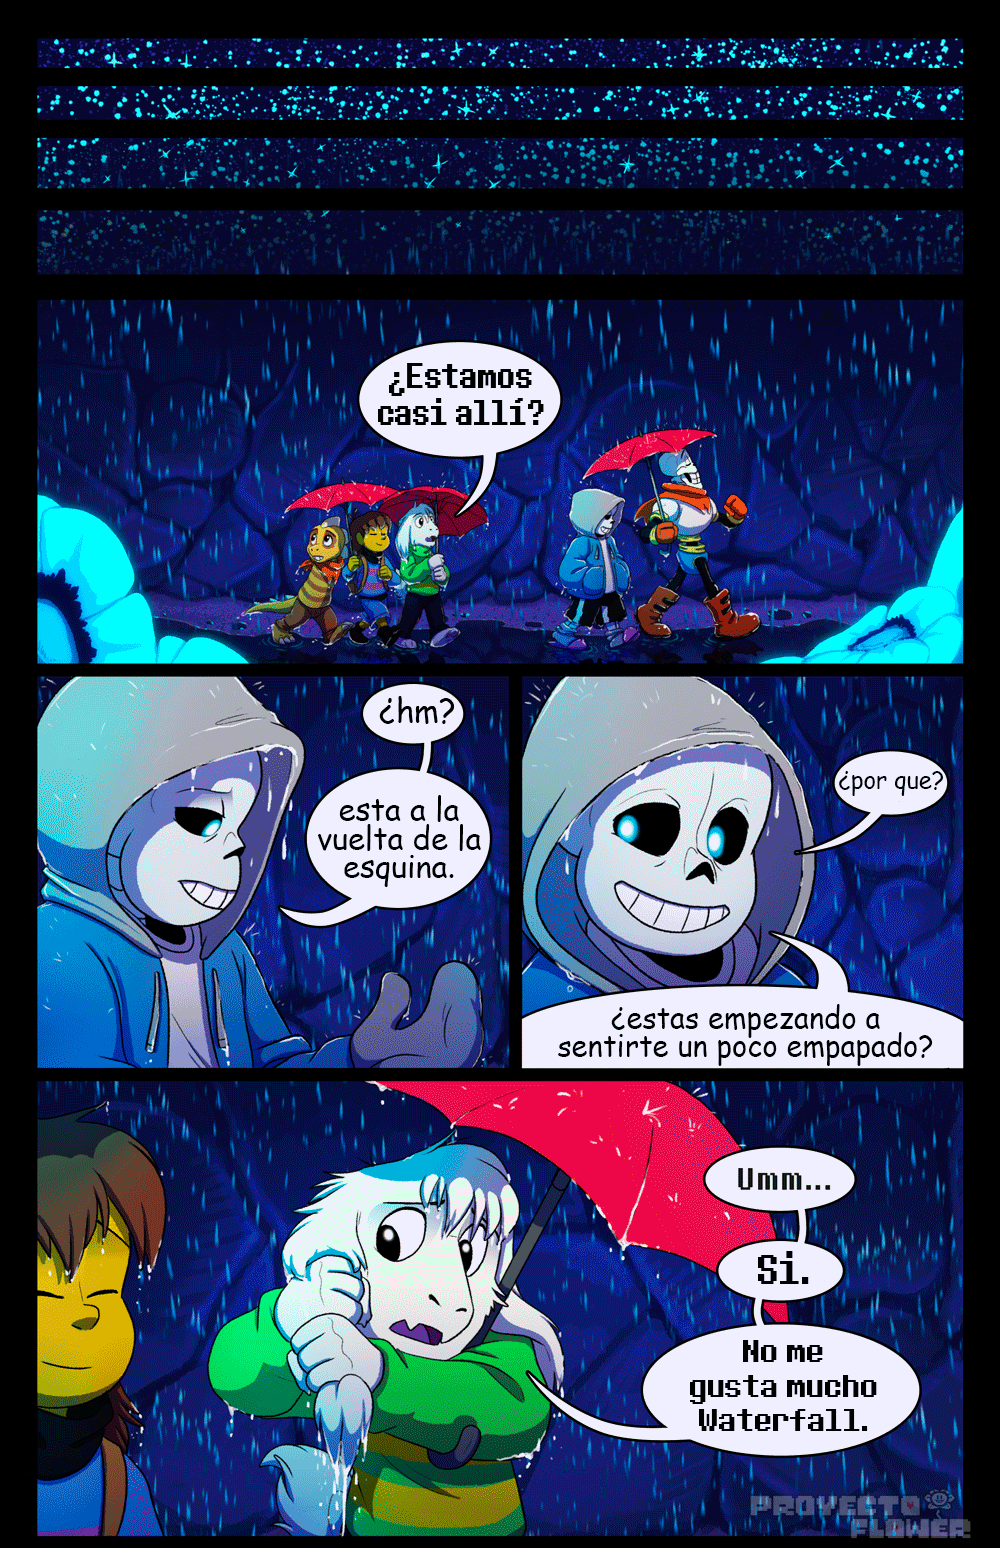 ¿Estamos
casi allí?
¿hm?
esta a la
vuelta de la
esquina.
¿por que?
¿estas empezando a
sentirte un poco empapado?
Umm...
Si.
No me
gusta mucho
Waterfall.
PROYECTO
FLOWER